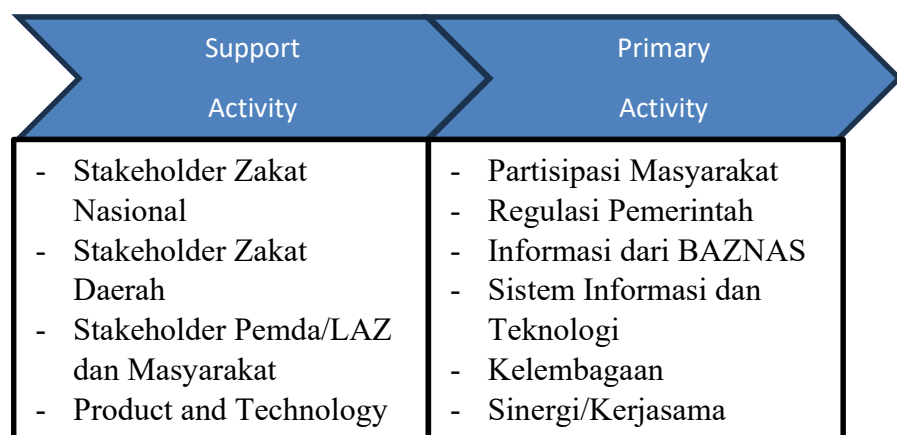 Support
Activity
Primary
Activity
- Stakeholder Zakat
Nasional
- Stakeholder Zakat
Daerah
- Stakeholder Pemda/LAZ
dan Masyarakat
- Product and Technology
- Partisipasi Masyarakat
- Regulasi Pemerintah
- Informasi dari BAZNAS
- Sistem Informasi dan
Teknologi
- Kelembagaan
- Sinergi/Kerjasama